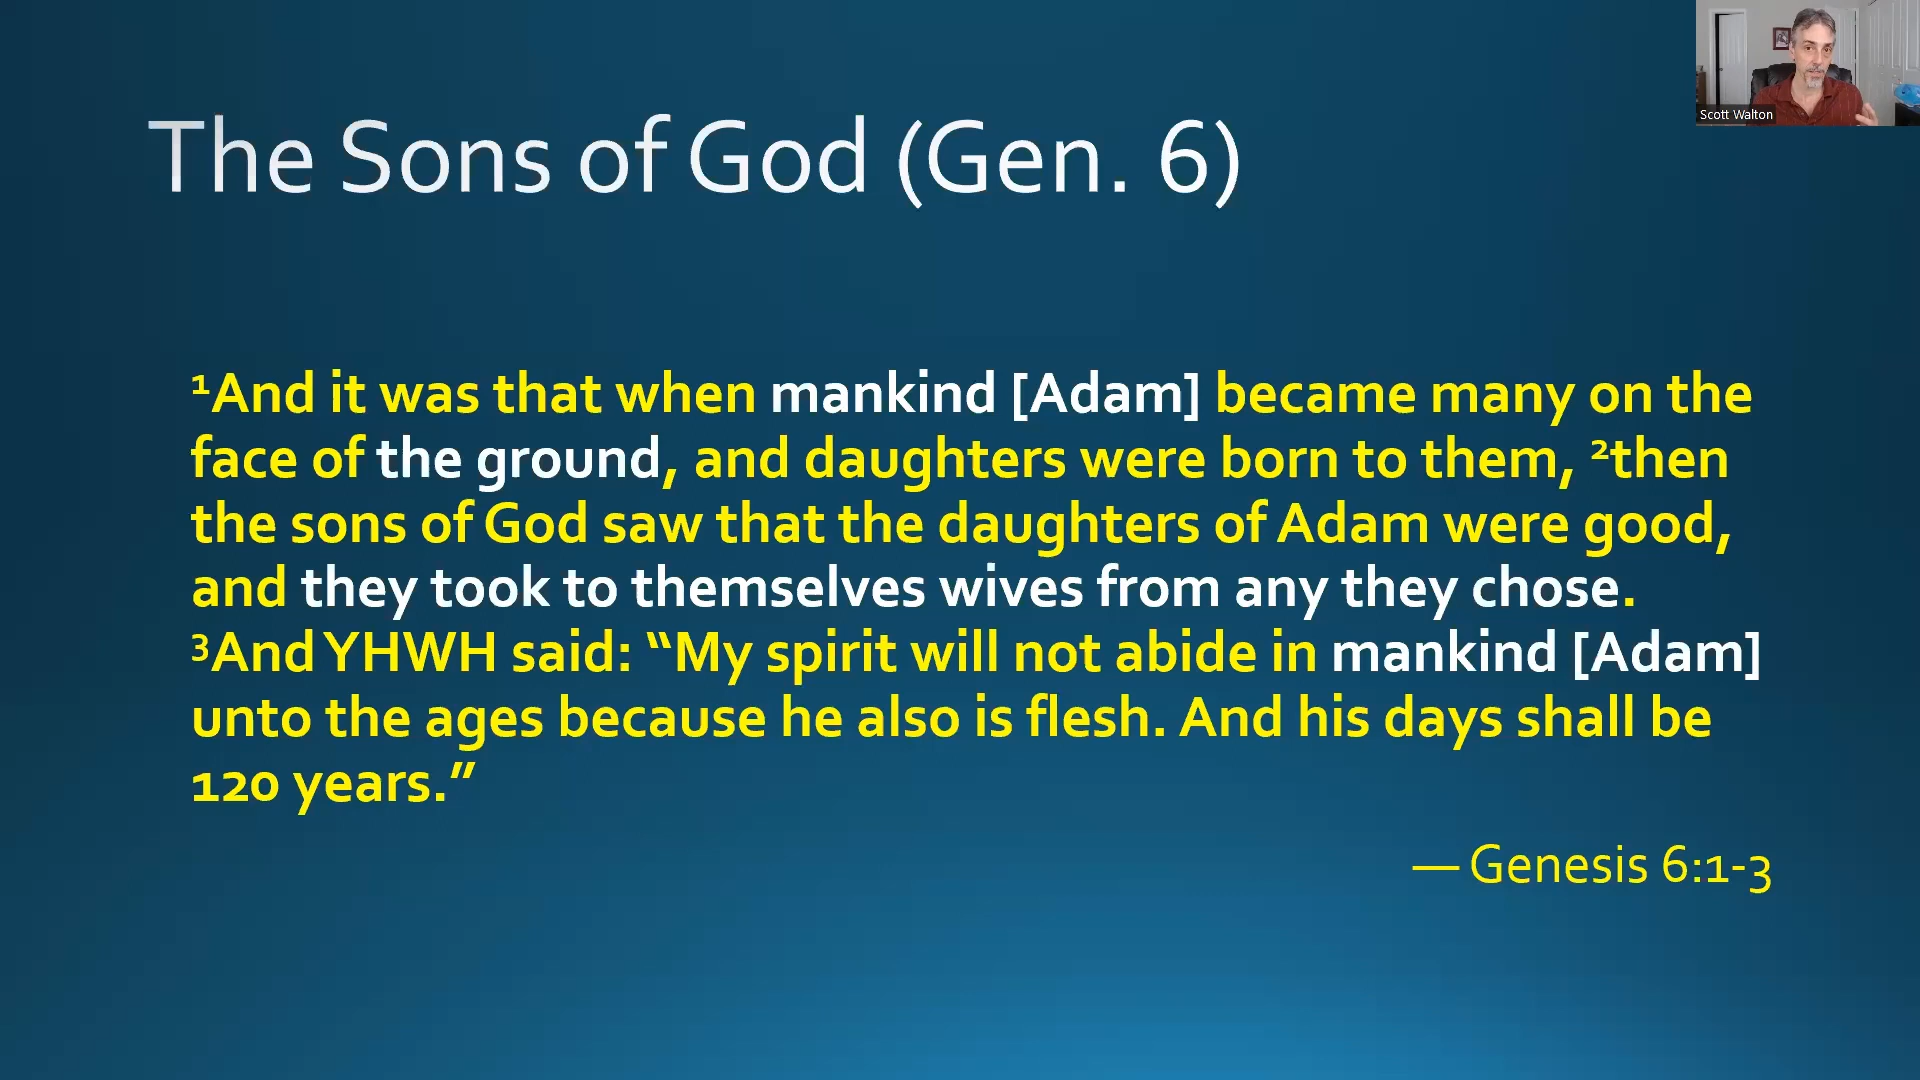 Scott Walton
The Sons of God (Gen. 6)
¹And it was that when mankind [Adam] became many on the
face of the ground, and daughters were born to them, ²then
the sons of God saw that the daughters of Adam were good,
and they took to themselves wives from any they chose.
³And YHWH said: “My spirit will not abide in mankind [Adam]
unto the ages because he also is flesh. And his days shall be
120 years.”
— Genesis 6:1-3